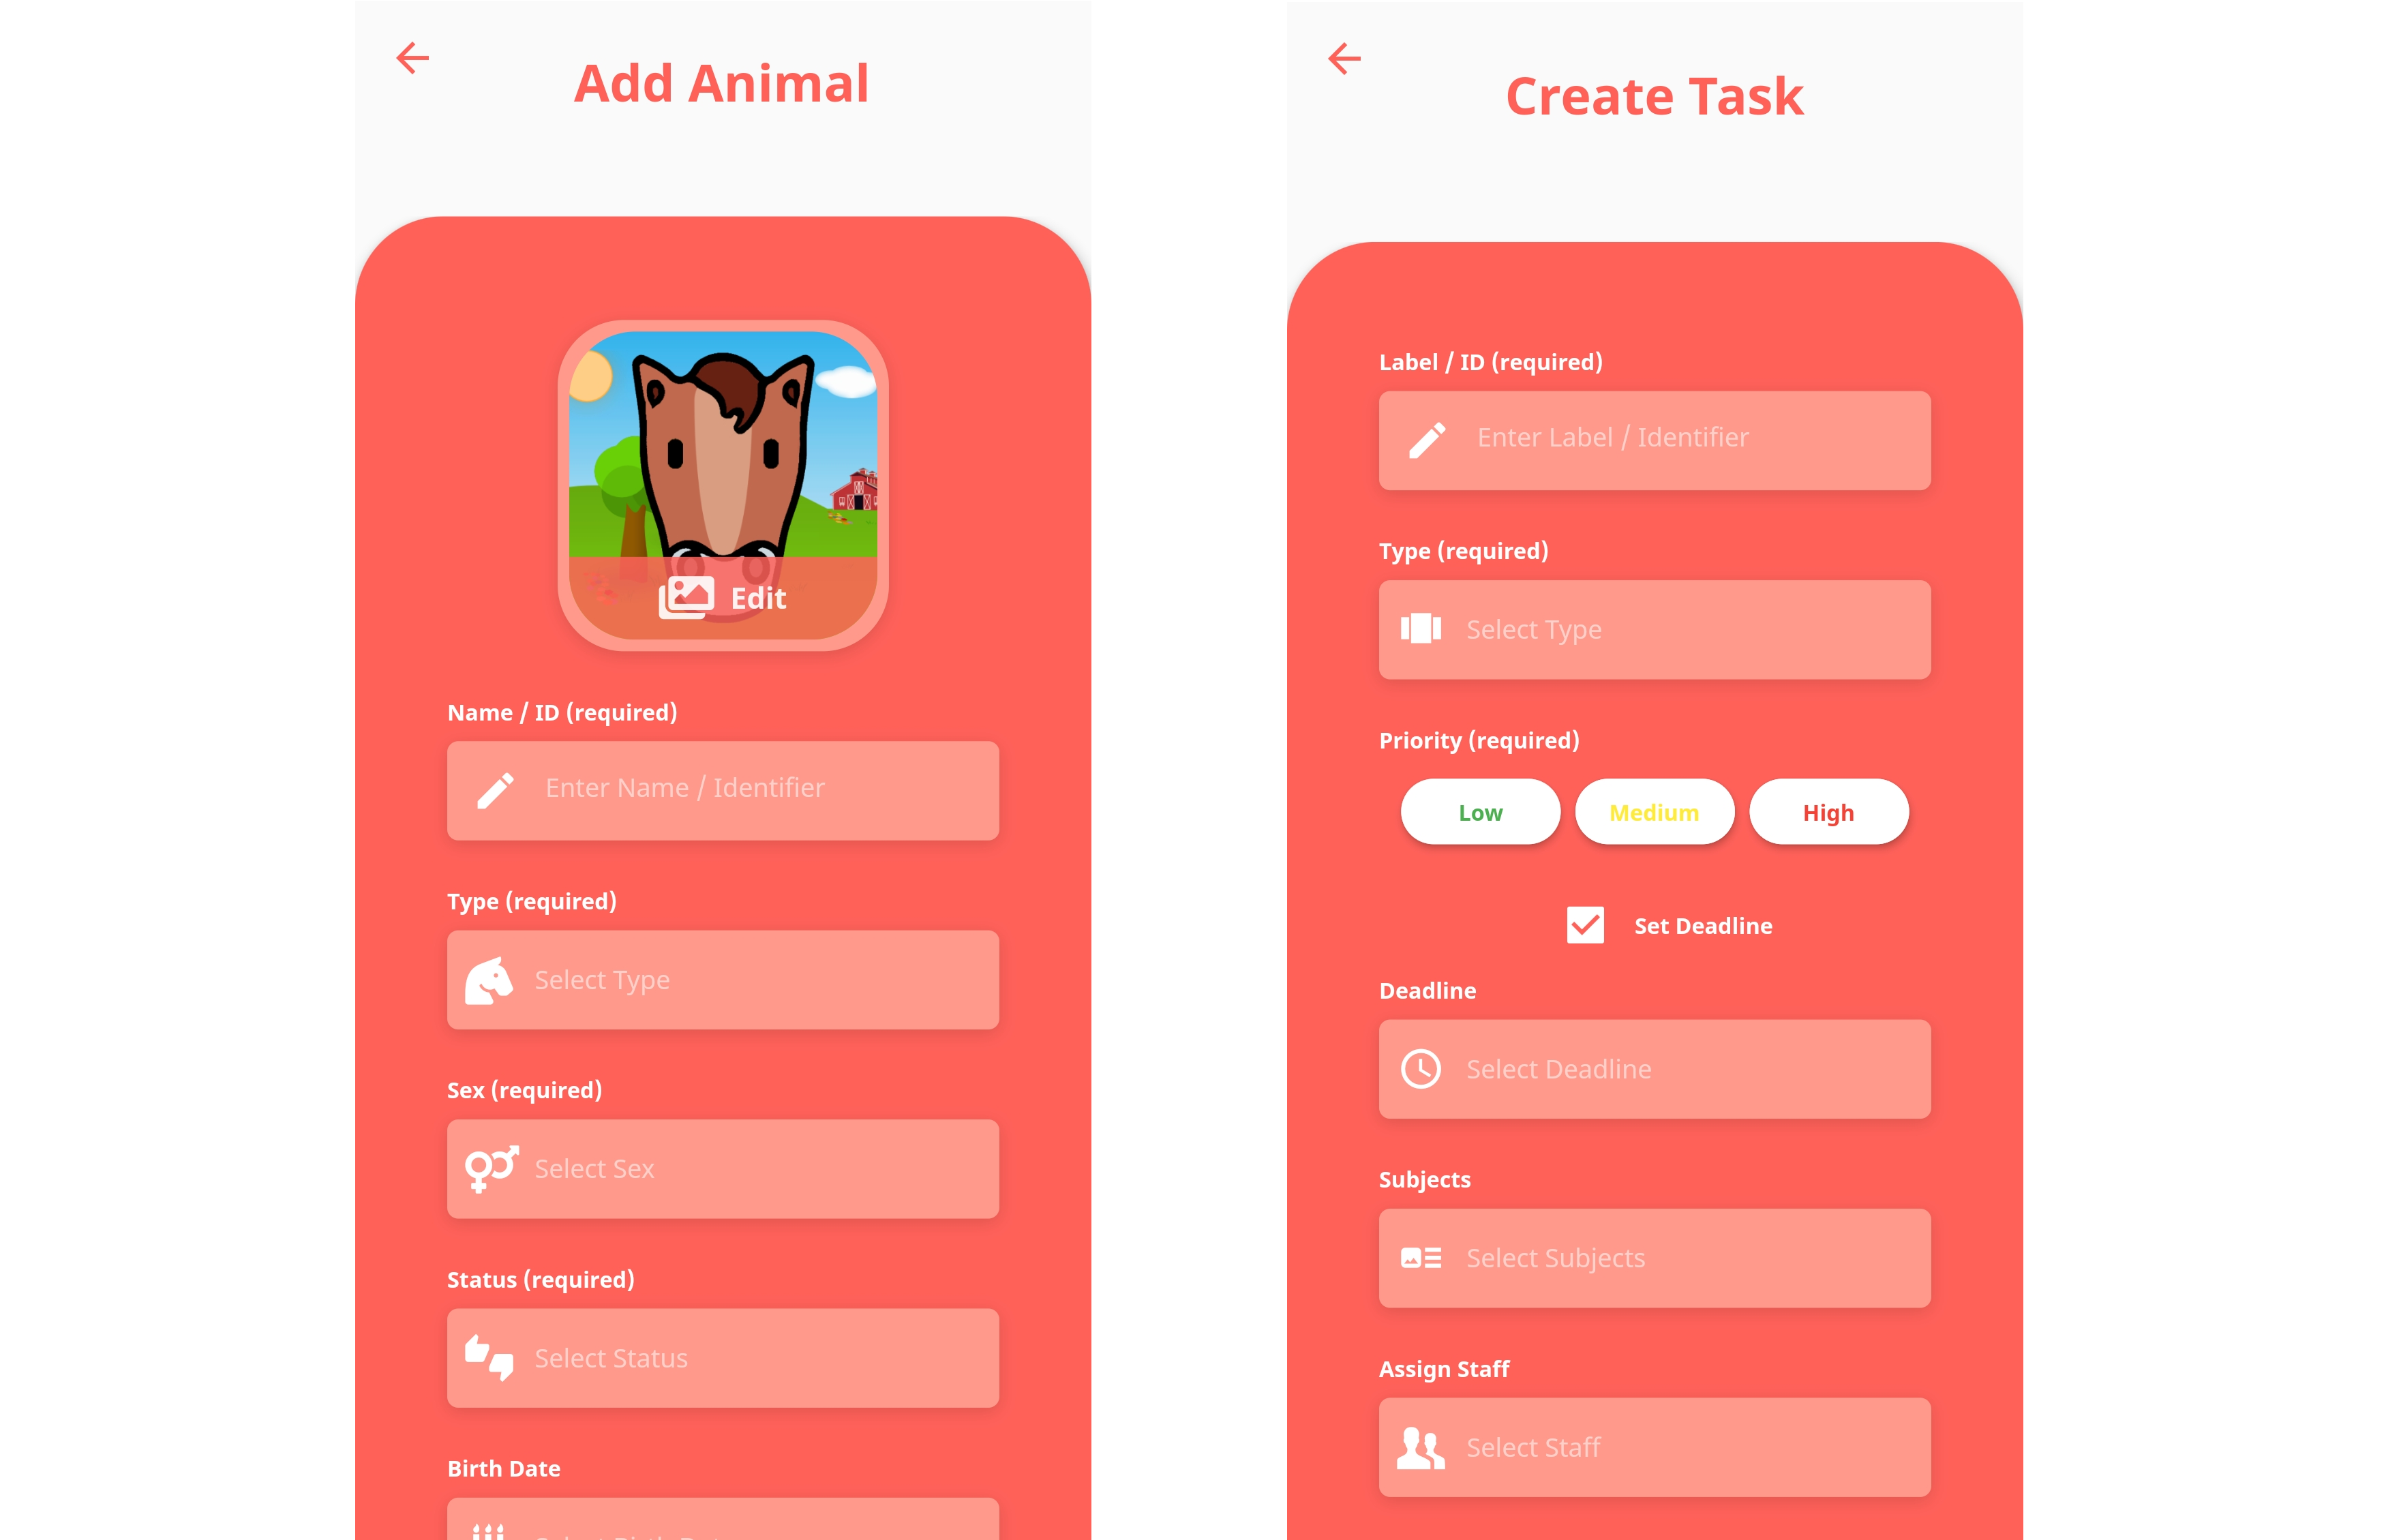 Add Animal
Edit
Name / ID (required)
Enter Name / Identifier
Type (required)
Select Type
Sex (required)
Select Sex
Status (required)
Select Status
Birth Date
Create Task
Label / ID (required)
Enter Label / Identifier
Type (required)
Select Type
Priority (required)
Low Medium High
Set Deadline
Deadline
Select Deadline
Subjects
Select Subjects
Assign Staff
Select Staff